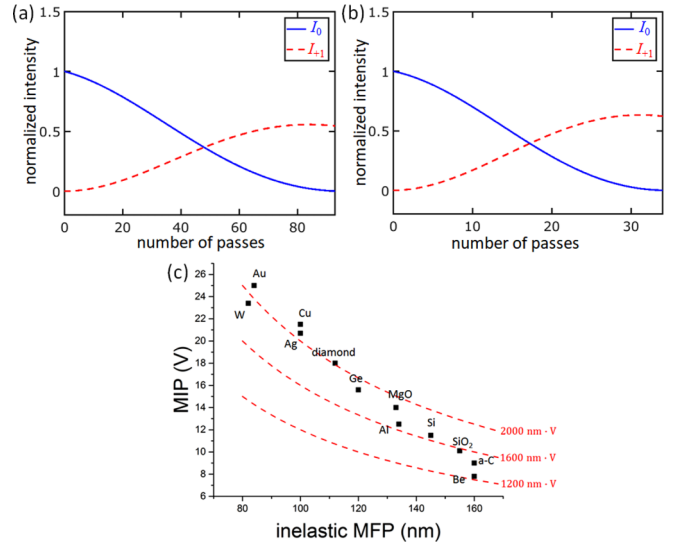 (a)
1.5
1
0.5
0
normalized intensity
I₀
I₊₁
0 20 40 60 80
number of passes
(b)
1.5
1
0.5
0
normalized intensity
I₀
I₊₁
0 10 20 30
number of passes
(c)
26
24
22
20
18
16
14
12
10
8
6
MIP (V)
Au
W
Cu
Ag
diamond
Ge
MgO
Al
Si
SiO₂
a-C
Be
2000 nm · V
1600 nm · V
1200 nm · V
80 100 120 140 160
inelastic MFP (nm)